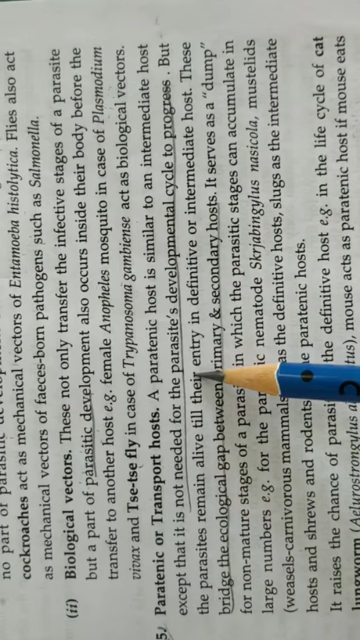 no part of parasitic
cockroaches act as mechanical vectors of Entamoeba histolytica. Flies also act
as mechanical vectors of faeces-born pathogens such as Salmonella.
(ii) Biological vectors. These not only transfer the infective stages of a parasite
but a part of parasitic development also occurs inside their body before the
transfer to another host e.g. female Anopheles mosquito in case of Plasmodium
vivax and Tse-tse fly in case of Trypanosoma gambiense act as biological vectors.
5. Paratenic or Transport hosts. A paratenic host is similar to an intermediate host
except that it is not needed for the parasite's developmental cycle to progress. But
the parasites remain alive till their entry in definitive or intermediate host. These
bridge the ecological gap between primary & secondary hosts. It serves as a "dump"
for non-mature stages of a in which the parasitic stages can accumulate in
large numbers e.g. for the nematode Skrjabingylus nasicola, mustelids
(weasels-carnivorous mammals as the definitive hosts, slugs as the intermediate
hosts and shrews and rodents paratenic hosts.
It raises the chance of the definitive host e.g. in the life cycle of cat
lungworm (Aelurostrongylus mouse acts as paratenic host if mouse eats